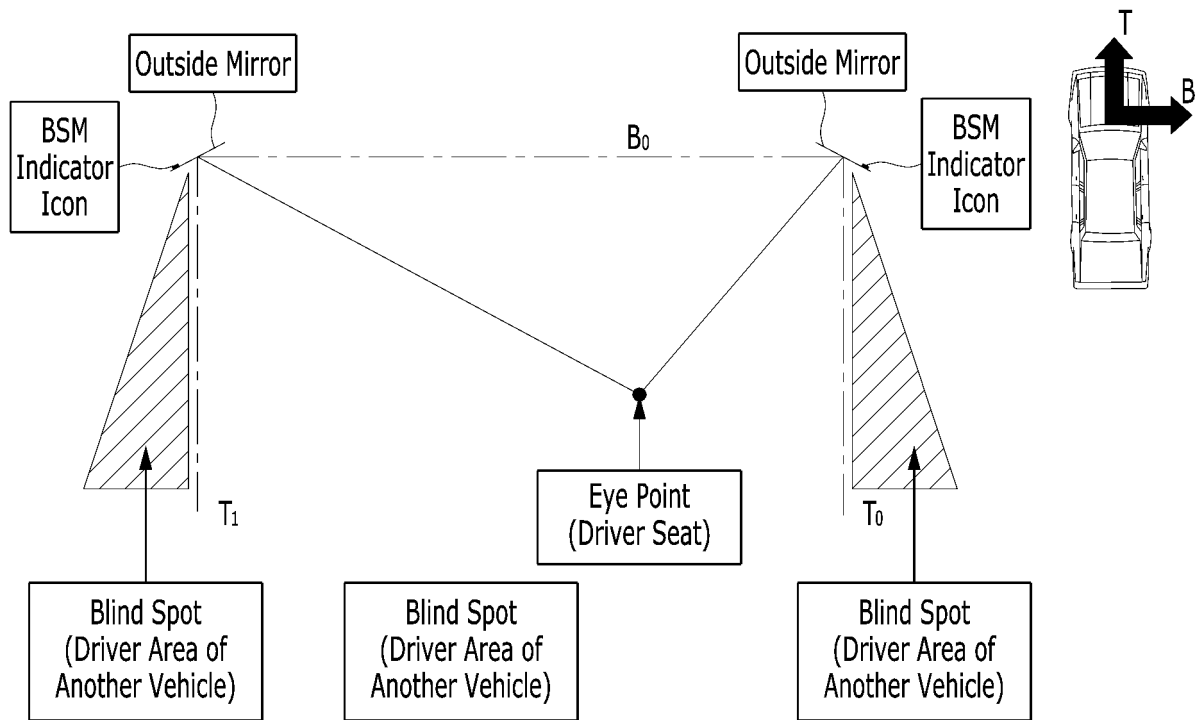 Outside Mirror
Outside Mirror
T
B
BSM
Indicator
Icon
B₀
BSM
Indicator
Icon
Eye Point
(Driver Seat)
T₁
T₀
Blind Spot
(Driver Area of
Another Vehicle)
Blind Spot
(Driver Area of
Another Vehicle)
Blind Spot
(Driver Area of
Another Vehicle)